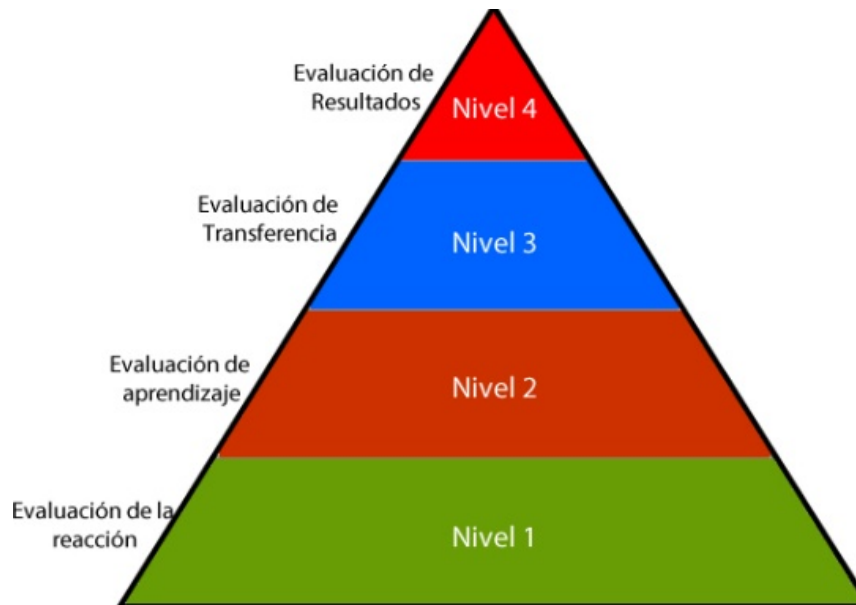 Evaluación de
Resultados
Nivel 4
Evaluación de
Transferencia
Nivel 3
Evaluación de
aprendizaje
Nivel 2
Evaluación de la
reacción
Nivel 1